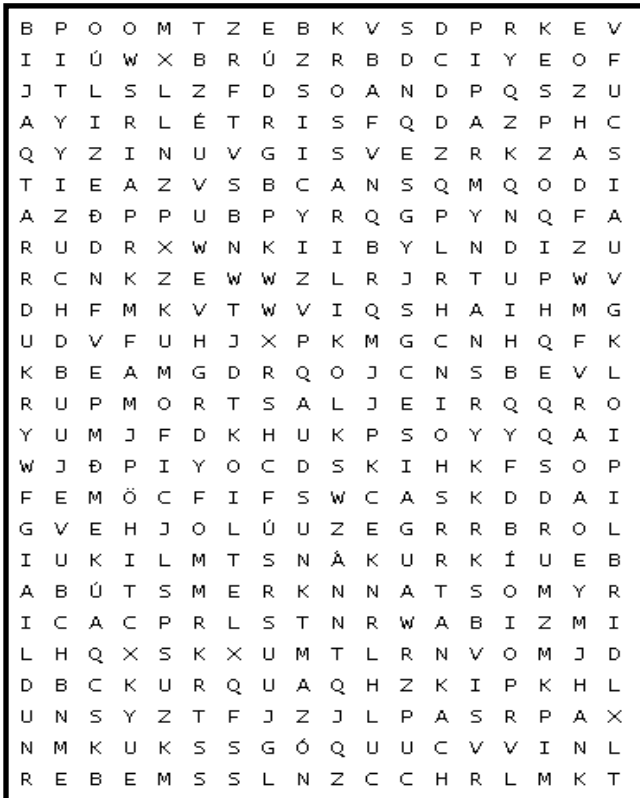 B P O O M T Z E B K V S D P R K E V
I I Ú W X B R Ú Z R B D C I Y E O F
J T L S L Z F D S O A N D P Q S Z U
A Y I R L É T R I S F Q D A Z P H C
Q Y Z I N U V G I S V E Z R K Z A S
T I E A Z V S B C A N S Q M Q O D I
A Z Đ P P U B P Y R Q G P Y N Q F A
R U D R X W N K I I B Y L N D I Z U
R C N K Z E W W Z L R J R T U P W V
D H F M K V T W V I Q S H A I H M G
U D V F U H J X P K M G C N H Q F K
K B E A M G D R Q O J C N S B E V L
R U P M O R T S A L J E I R Q Q R O
Y U M J F D K H U K P S O Y Y Q A I
W J Đ P I Y O C D S K I H K F S O P
F E M Ö C F I F S W C A S K D D A I
G V E H J O L Ú U Z E G R R B R O L
I U K I L M T S N Å K U R K Í U E B
A B Ú T S M E R K N N A T S O M Y R
I C A C P R L S T N R W A B I Z M I
L H Q X S K X U M T L R N V O M J D
D B C K U R Q U A Q H Z K I P K H L
U N S Y Z T F J Z J L P A S R P A X
N M K U K S S G Ó Q U U C V V I N L
R E B E M S S L N Z C C H R L M K T